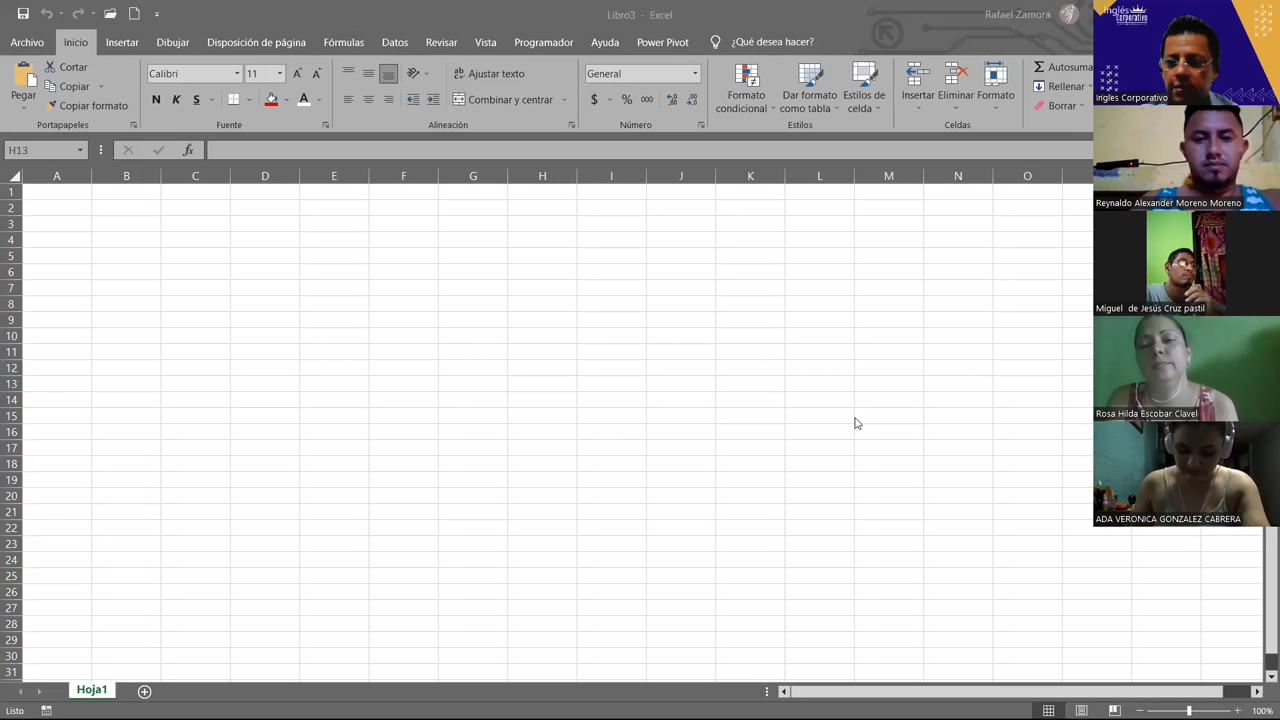 Libro3 - Excel
Rafael Zamora
Archivo Inicio Insertar Dibujar Disposición de página Fórmulas Datos Revisar Vista Programador Ayuda Power Pivot ¿Qué desea hacer?
Pegar
Cortar
Copiar
Copiar formato
Portapapeles
Calibri 11
N K S
Fuente
Ajustar texto
Combinar y centrar
Alineación
General
$ % 000
Número
Formato condicional
Dar formato como tabla
Estilos de celda
Estilos
Insertar Eliminar Formato
Celdas
Autosuma
Rellenar
Borrar
H13
fx
A B C D E F G H I J K L M N O
1
2
3
4
5
6
7
8
9
10
11
12
13
14
15
16
17
18
19
20
21
22
23
24
25
26
27
28
29
30
31
Hoja1
Listo
100%
Inglés
Corporativo
Ingles Corporativo
Reynaldo Alexander Moreno Moreno
Miguel de Jesús Cruz pastil
Rosa Hilda Escobar Clavel
ADA VERONICA GONZALEZ CABRERA